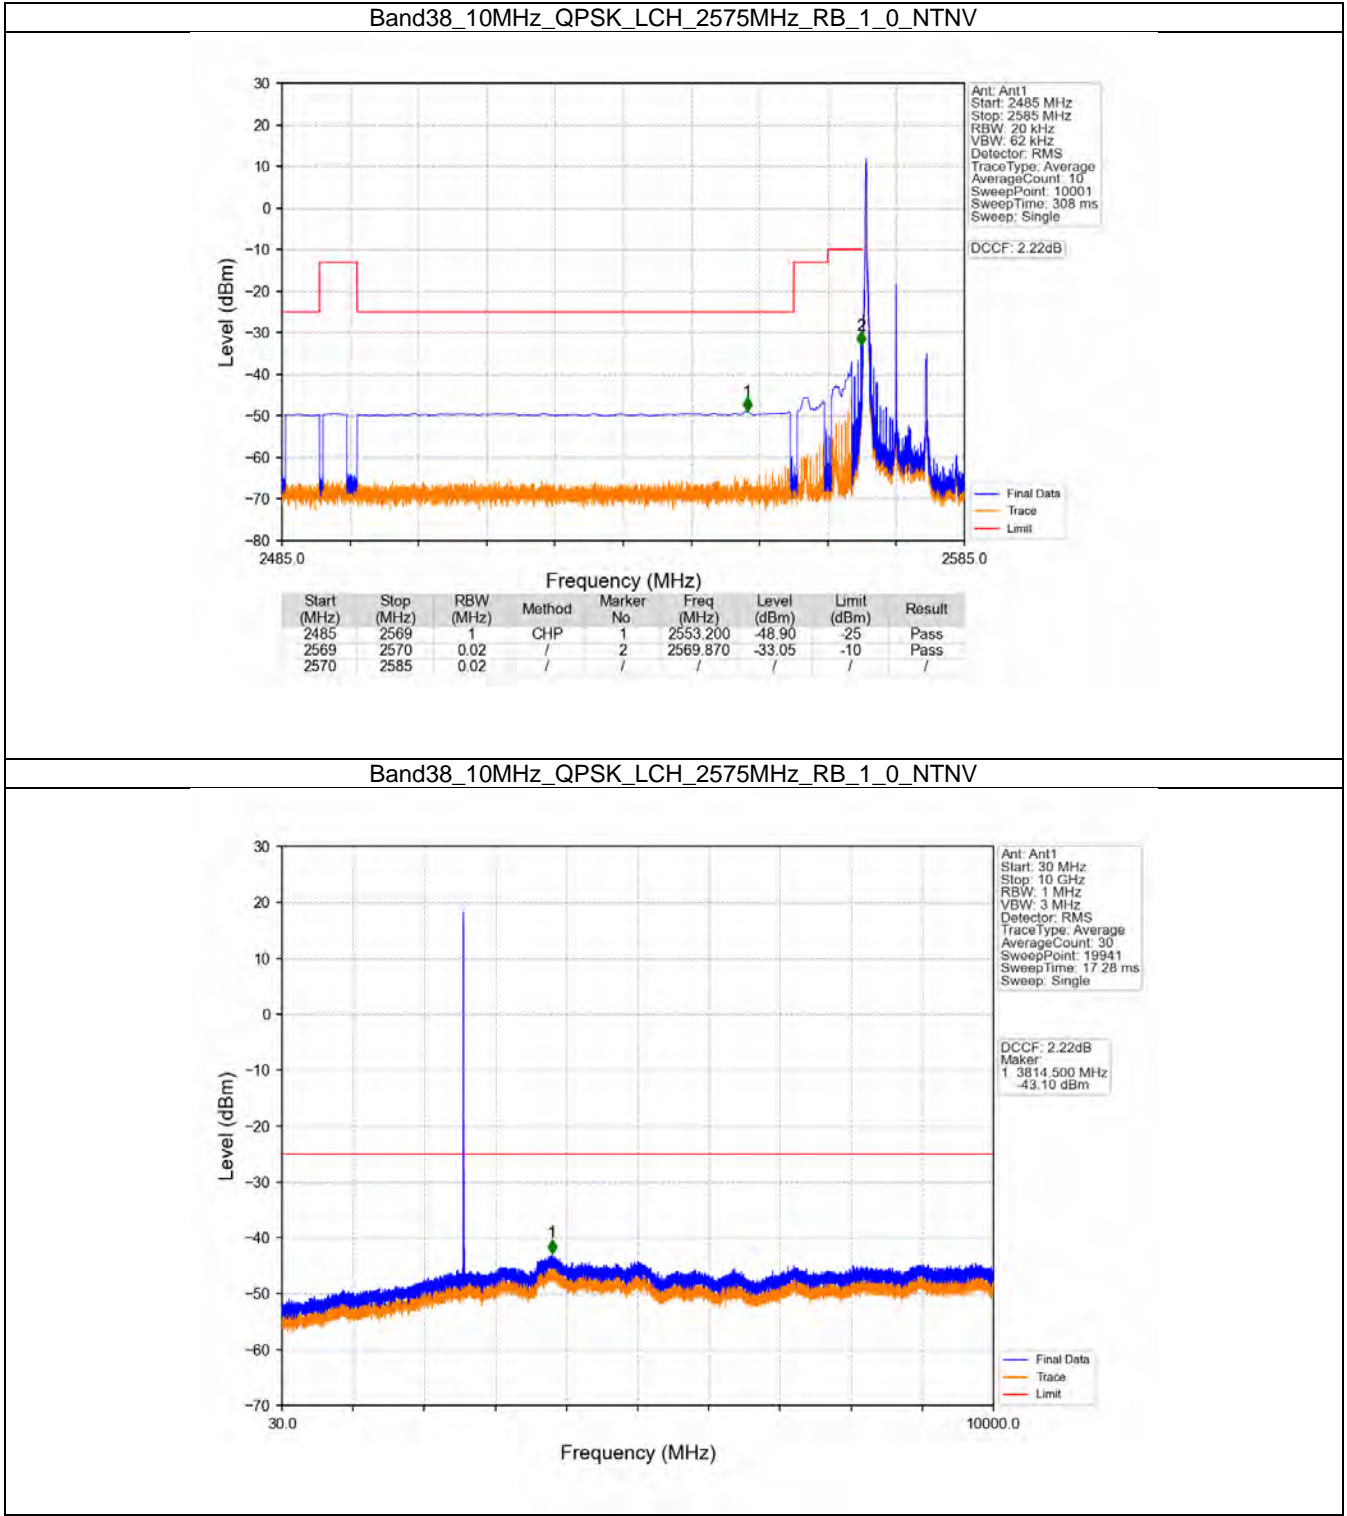 Band38_10MHz_QPSK_LCH_2575MHz_RB_1_0_NTNV
30
20
10
0
−10
−20
−30
−40
−50
−60
−70
−80
Level (dBm)
1
2
2485.0
2585.0
Frequency (MHz)
Ant: Ant1
Start: 2485 MHz
Stop: 2585 MHz
RBW: 20 kHz
VBW: 62 kHz
Detector: RMS
TraceType: Average
AverageCount: 10
SweepPoint: 10001
SweepTime: 308 ms
Sweep: Single
DCCF: 2.22dB
Final Data
Trace
Limit
Start (MHz) Stop (MHz) RBW (MHz) Method Marker No Freq (MHz) Level (dBm) Limit (dBm) Result
2485 2569 1 CHP 1 2553.200 -48.90 -25 Pass
2569 2570 0.02 / 2 2569.870 -33.05 -10 Pass
2570 2585 0.02 / / / / / /
Band38_10MHz_QPSK_LCH_2575MHz_RB_1_0_NTNV
30
20
10
0
−10
−20
−30
−40
−50
−60
−70
Level (dBm)
1
30.0
10000.0
Frequency (MHz)
Ant: Ant1
Start: 30 MHz
Stop: 10 GHz
RBW: 1 MHz
VBW: 3 MHz
Detector: RMS
TraceType: Average
AverageCount: 30
SweepPoint: 19941
SweepTime: 17.28 ms
Sweep: Single
DCCF: 2.22dB
Maker:
1 3814.500 MHz
-43.10 dBm
Final Data
Trace
Limit